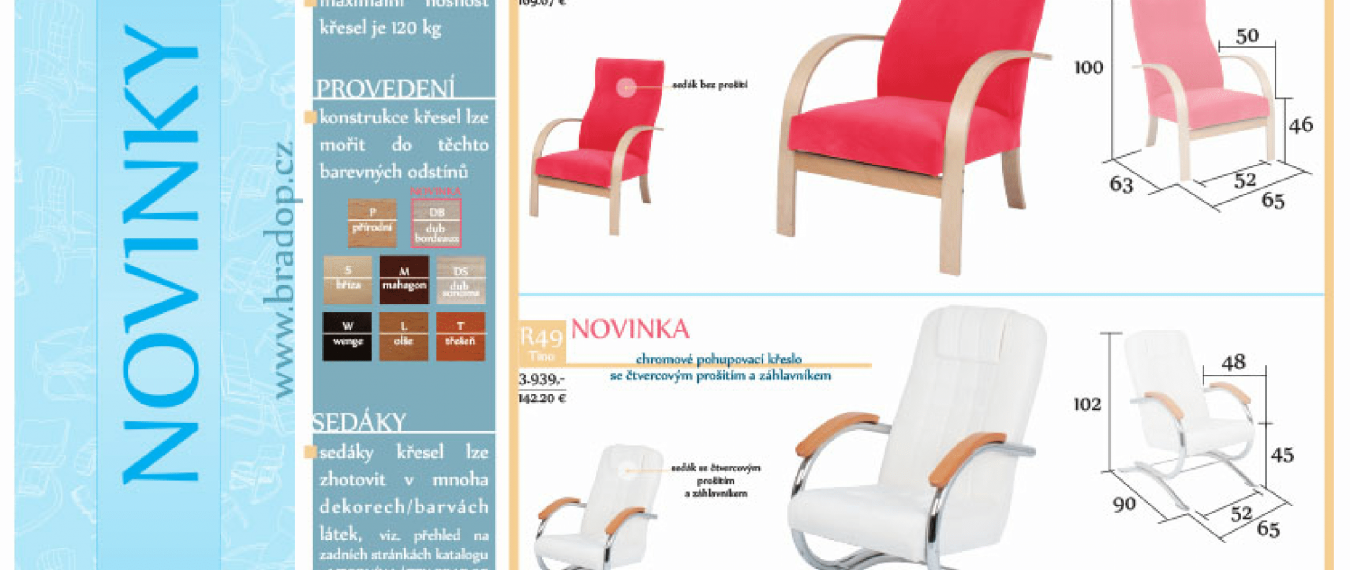 NOVINKY
www.bradop.cz
maximální nosnost
křesel je 120 kg
PROVEDENÍ
konstrukce křesel lze
mořit do těchto
barevných odstínů
NOVINKA
P
přírodní
DB
dub
bordeaux
S
bříza
M
mahagon
DS
dub
W
wenge
L
olše
T
třešeň
SEDÁKY
sedáky křesel lze
zhotovit v mnoha
dekorech/barvách
látek, viz. přehled na
zadních stránkách katalogu
sedák bez prošití
100
50
46
63
52
65
R49
Tino
NOVINKA
chromové pohupovací křeslo
se čtvercovým prošitím a záhlavníkem
3.939,-
142.20 €
sedák se čtvercovým
prošitím
a záhlavníkem
102
48
45
90
52
65